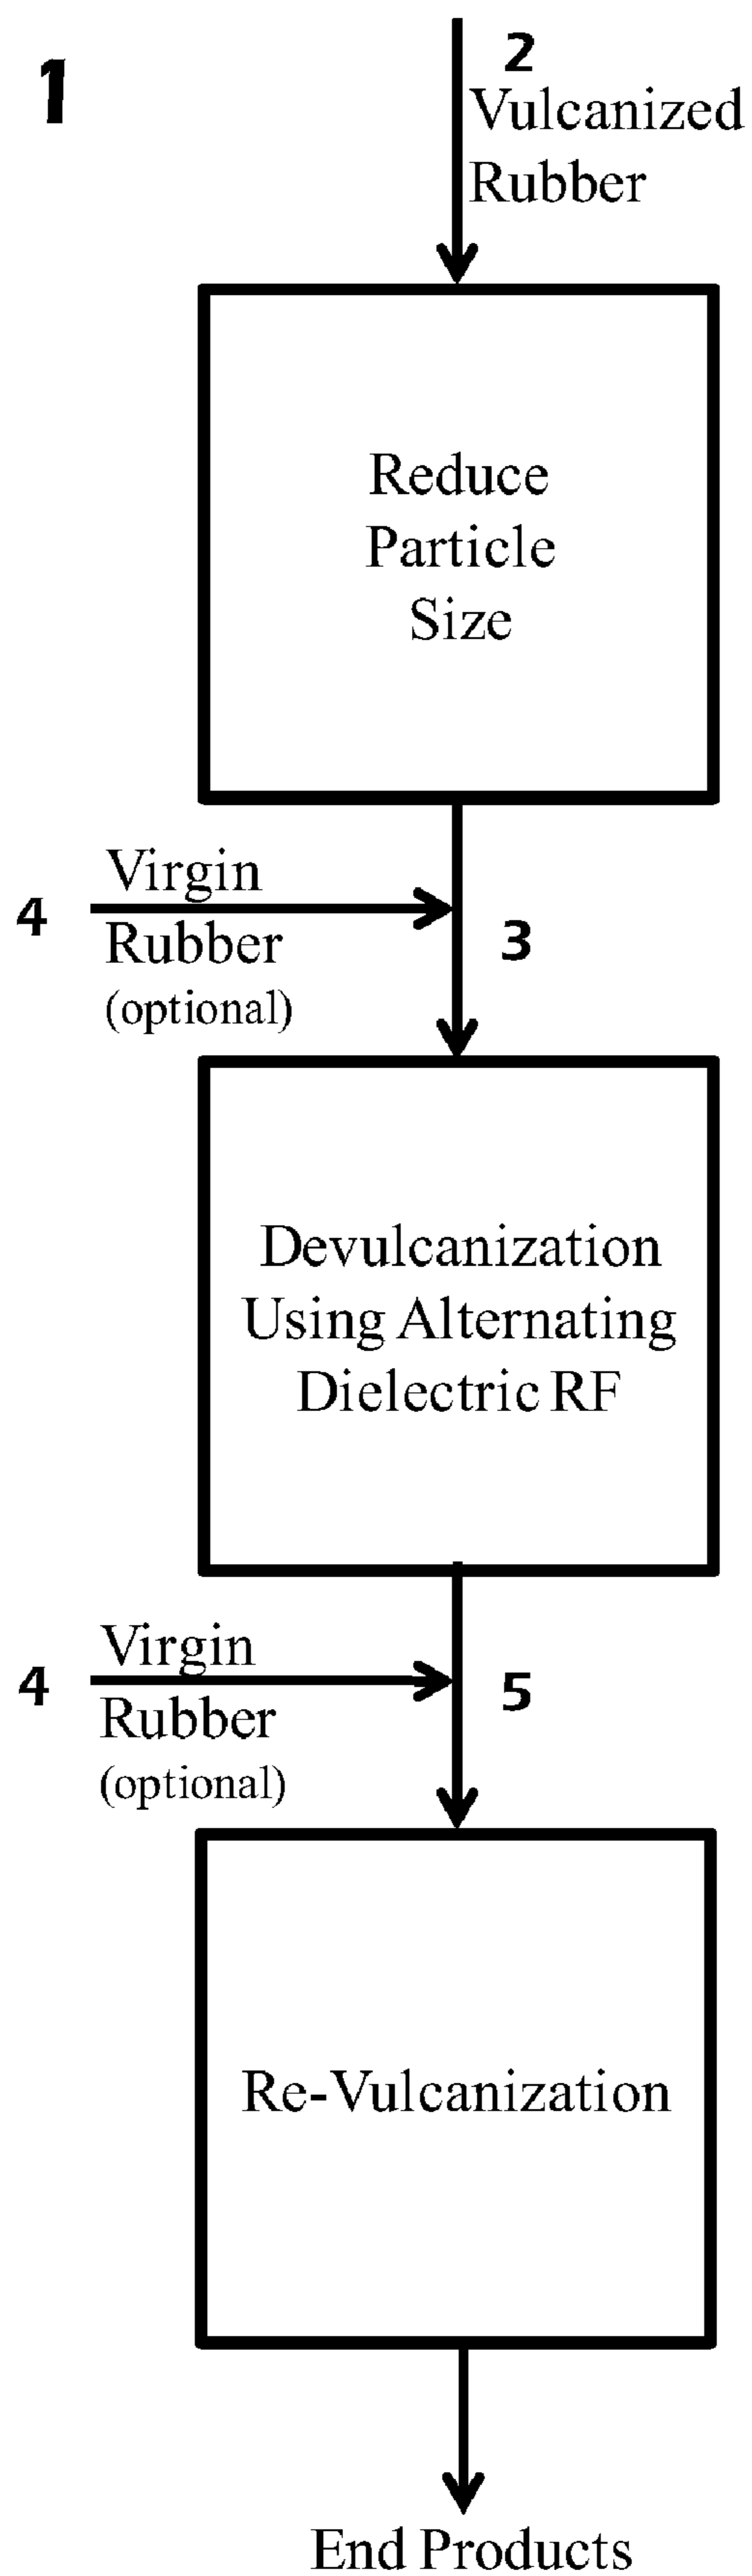 1
2
Vulcanized
Rubber
Reduce
Particle
Size
Virgin
4
Rubber
3
(optional)
Devulcanization
Using Alternating
Dielectric RF
Virgin
4
5
Rubber
(optional)
Re-Vulcanization
End Products